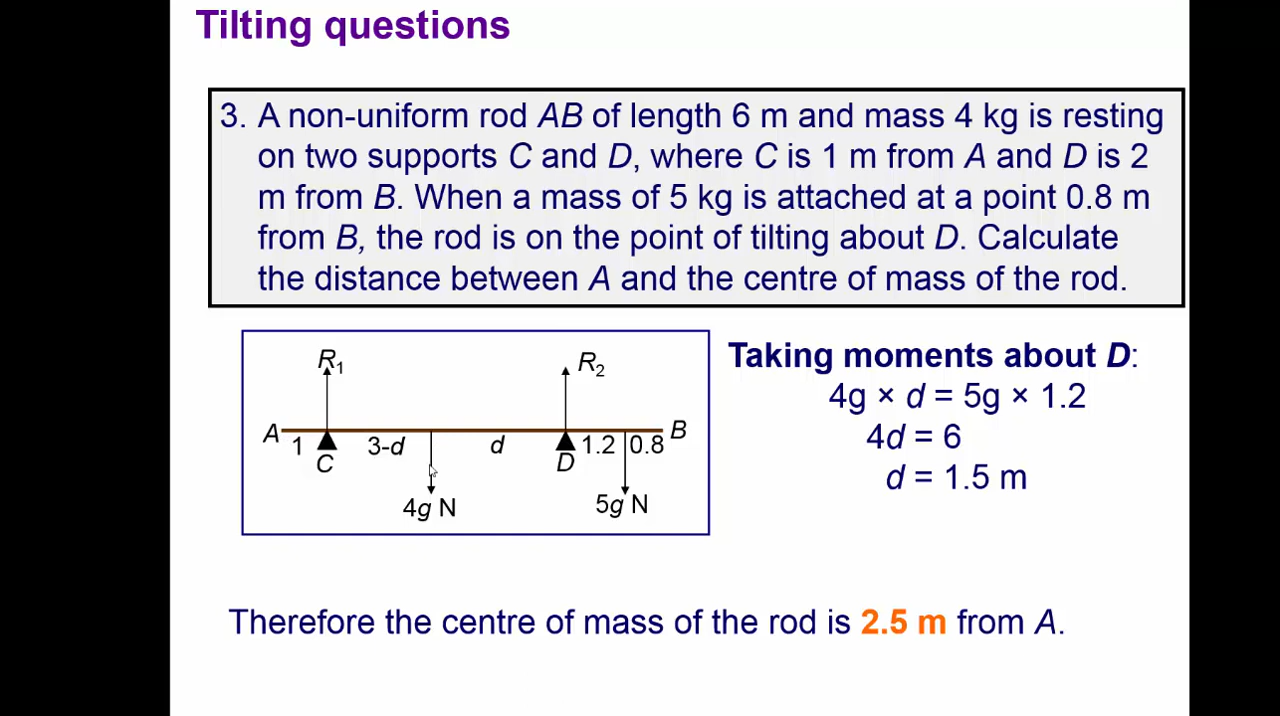 Tilting questions
3. A non-uniform rod AB of length 6 m and mass 4 kg is resting
on two supports C and D, where C is 1 m from A and D is 2
m from B. When a mass of 5 kg is attached at a point 0.8 m
from B, the rod is on the point of tilting about D. Calculate
the distance between A and the centre of mass of the rod.
R₁ R₂
A 1 C 3-d d D 1.2 0.8 B
4g N 5g N
Taking moments about D:
4g × d = 5g × 1.2
4d = 6
d = 1.5 m
Therefore the centre of mass of the rod is 2.5 m from A.